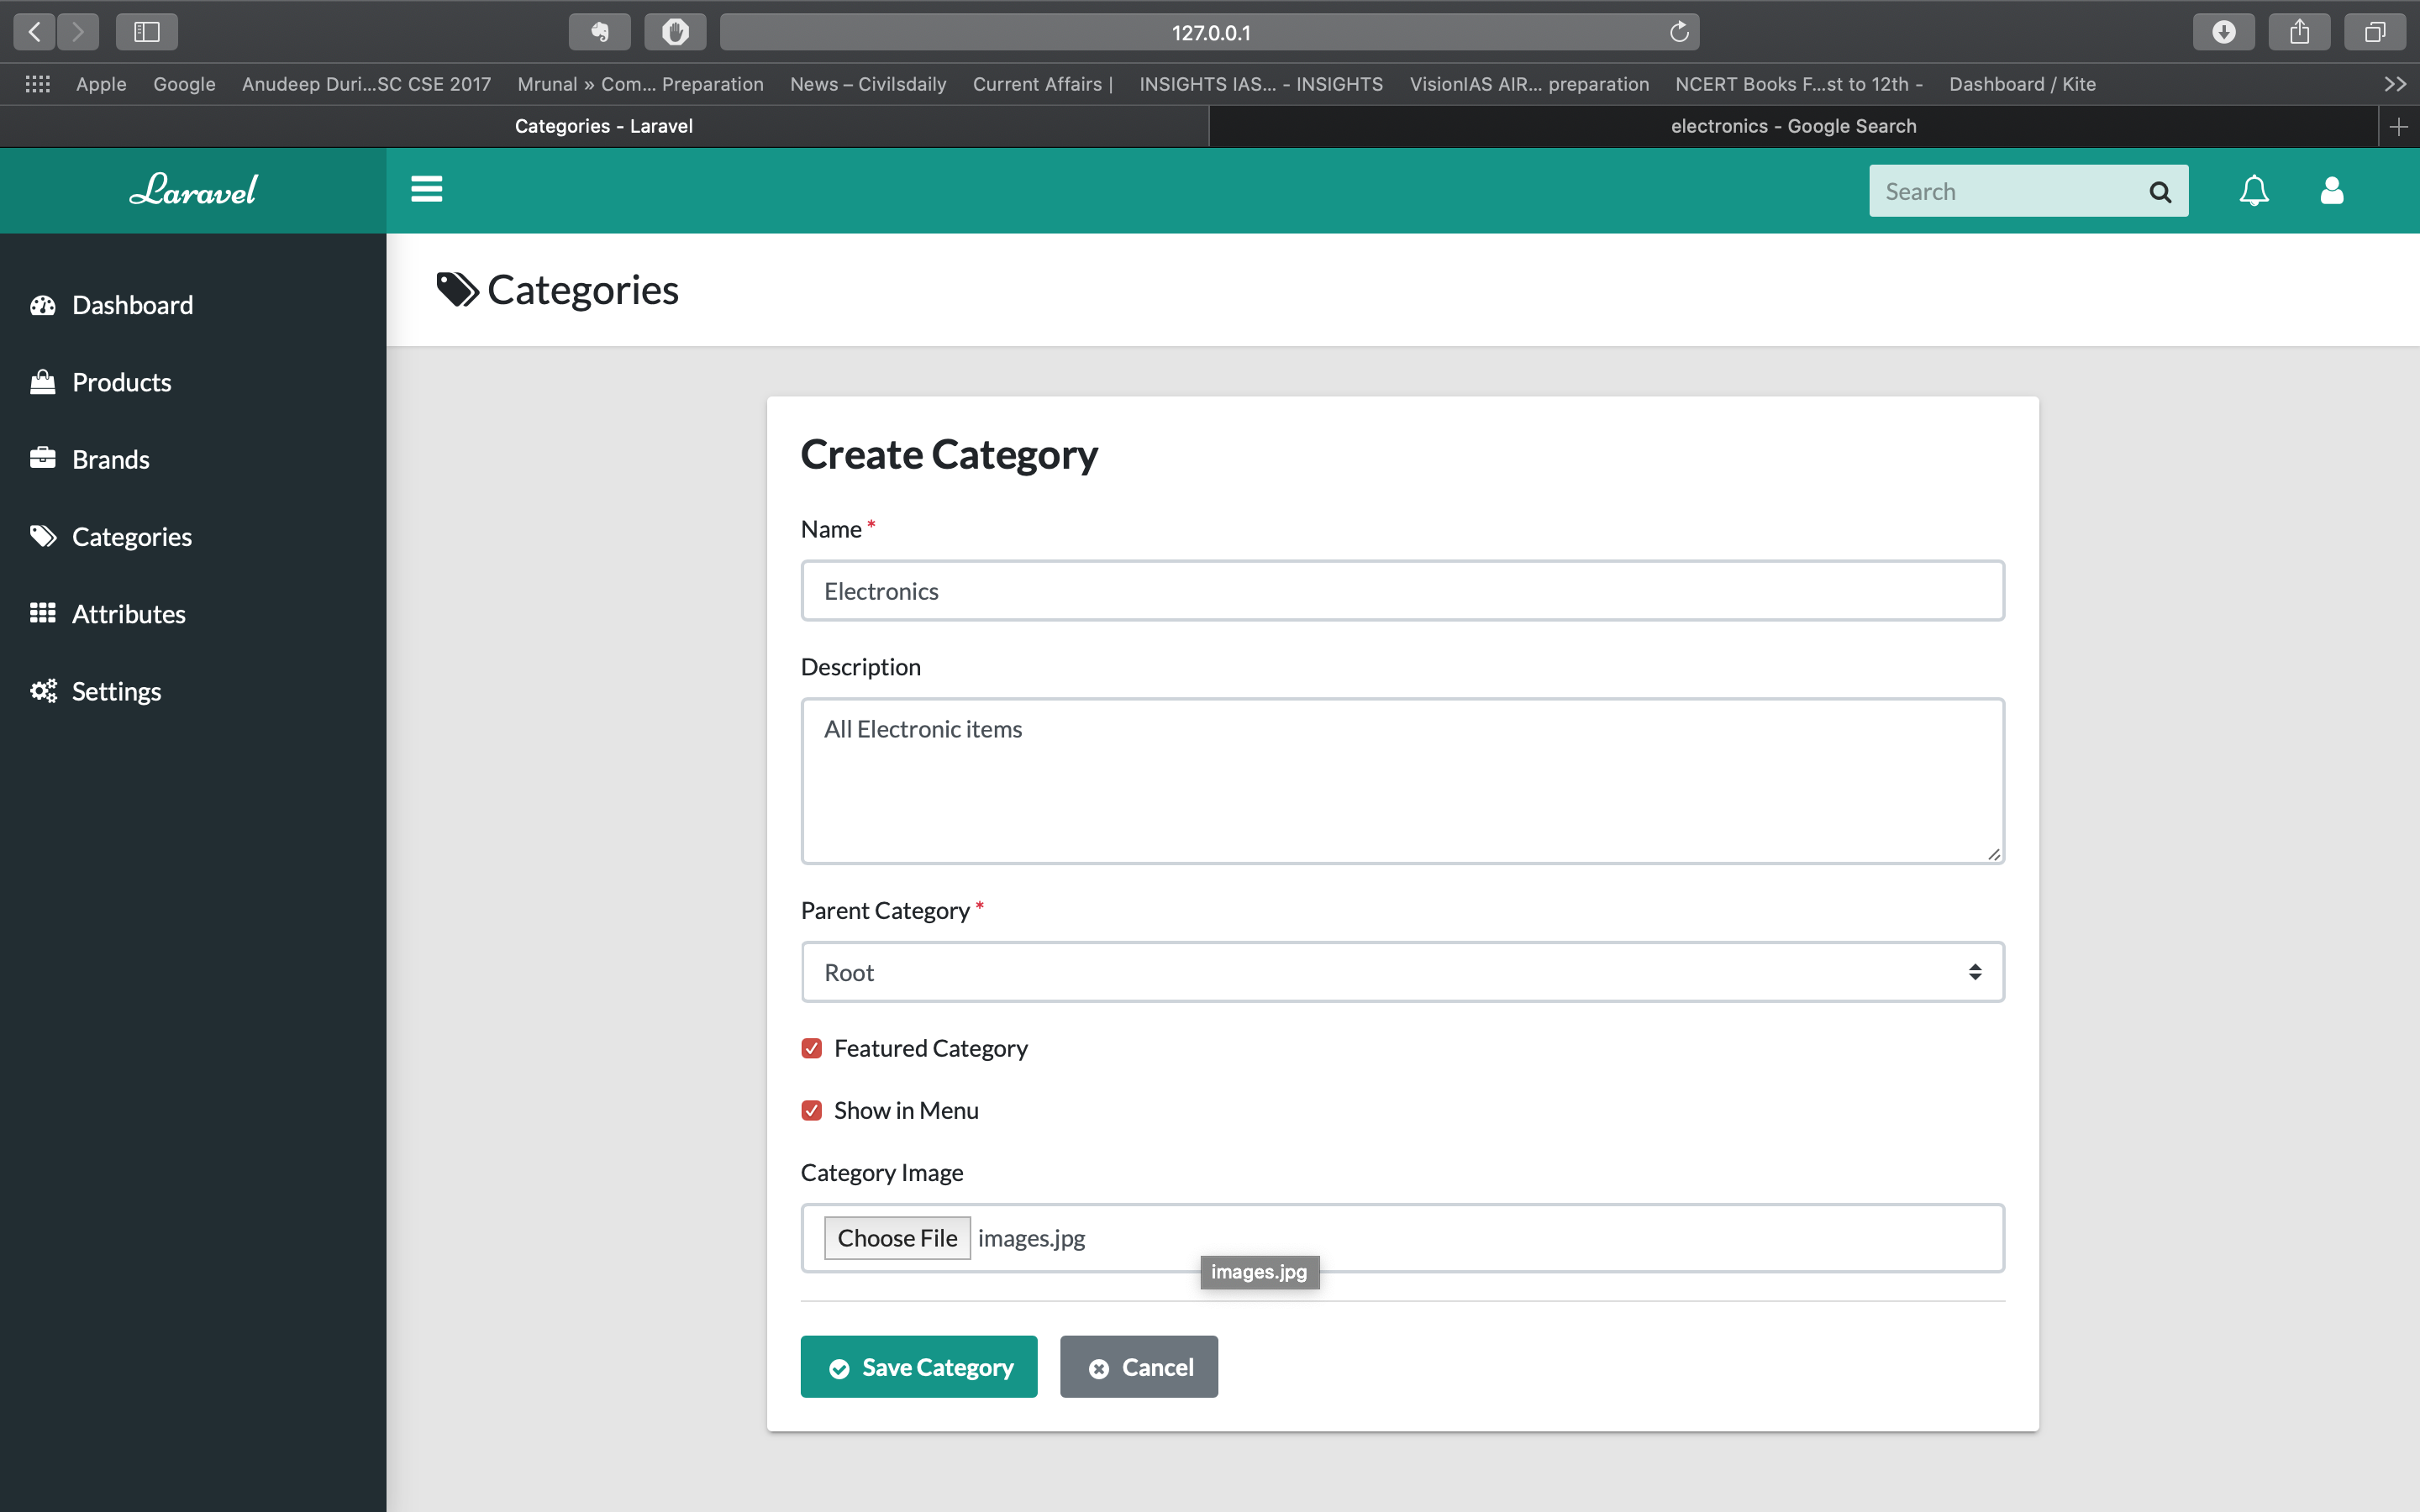 127.0.0.1
Apple Google Anudeep Duri...SC CSE 2017 Mrunal » Com... Preparation News – Civilsdaily Current Affairs | INSIGHTS IAS... - INSIGHTS VisionIAS AIR... preparation NCERT Books F...st to 12th - Dashboard / Kite
Categories - Laravel
electronics - Google Search
Laravel
Search
Categories
Dashboard
Products
Brands
Categories
Attributes
Settings
Create Category
Name *
Electronics
Description
All Electronic items
Parent Category *
Root
Featured Category
Show in Menu
Category Image
Choose File images.jpg
images.jpg
Save Category
Cancel